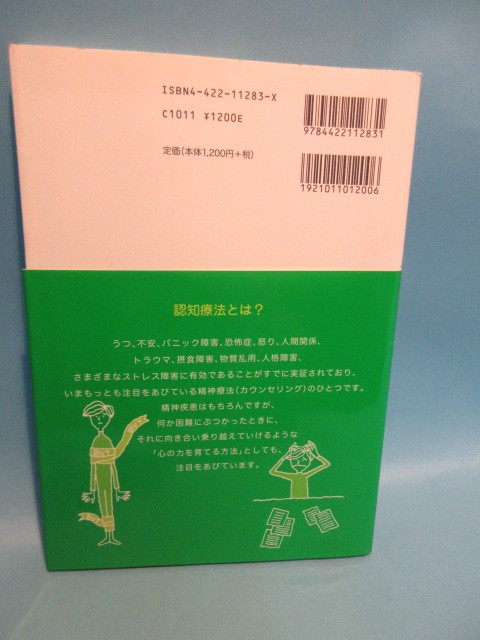 ISBN4-422-11283-X
C1011 ¥1200E
定価(本体1,200円+税)
9784422112831
1921011012006
認知療法とは？
うつ、不安、パニック障害、恐怖症、怒り、人間関係、
トラウマ、摂食障害、物質乱用、人格障害、
さまざまなストレス障害に有効であることがすでに実証されており、
いまもっとも注目をあびている精神療法(カウンセリング)のひとつです。
精神疾患はもちろんですが、
何か困難にぶつかったときに、
それに向き合い乗り越えていけるような
「心の力を育てる方法」としても、
注目をあびています。